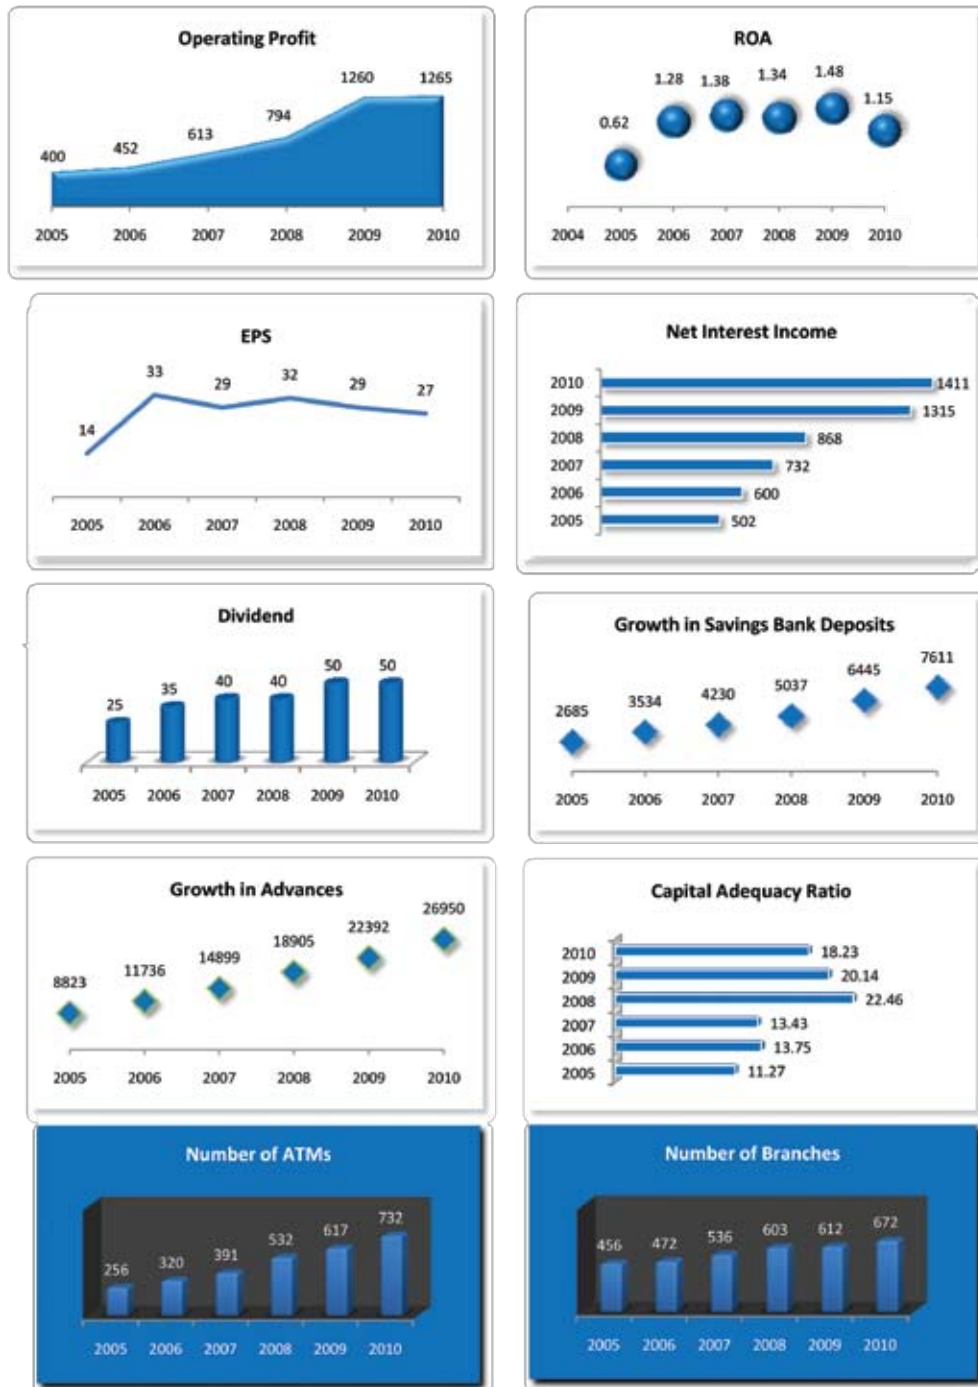 Operating Profit
400 452 613 794 1260 1265
2005 2006 2007 2008 2009 2010
ROA
0.62 1.28 1.38 1.34 1.48 1.15
2004 2005 2006 2007 2008 2009 2010
EPS
14 33 29 32 29 27
2005 2006 2007 2008 2009 2010
Net Interest Income
2010 1411
2009 1315
2008 868
2007 732
2006 600
2005 502
Dividend
25 35 40 40 50 50
2005 2006 2007 2008 2009 2010
Growth in Savings Bank Deposits
2685 3534 4230 5037 6445 7611
2005 2006 2007 2008 2009 2010
Growth in Advances
8823 11736 14899 18905 22392 26950
2005 2006 2007 2008 2009 2010
Capital Adequacy Ratio
2010 18.23
2009 20.14
2008 22.46
2007 13.43
2006 13.75
2005 11.27
Number of ATMs
256 320 391 532 617 732
2005 2006 2007 2008 2009 2010
Number of Branches
456 472 536 603 612 672
2005 2006 2007 2008 2009 2010